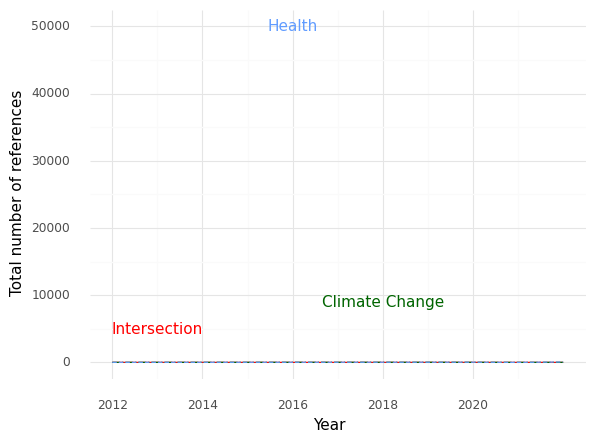 50000
Health
40000
30000
20000
10000
Climate Change
Intersection
0
Total number of references
2012
2014
2016
2018
2020
Year